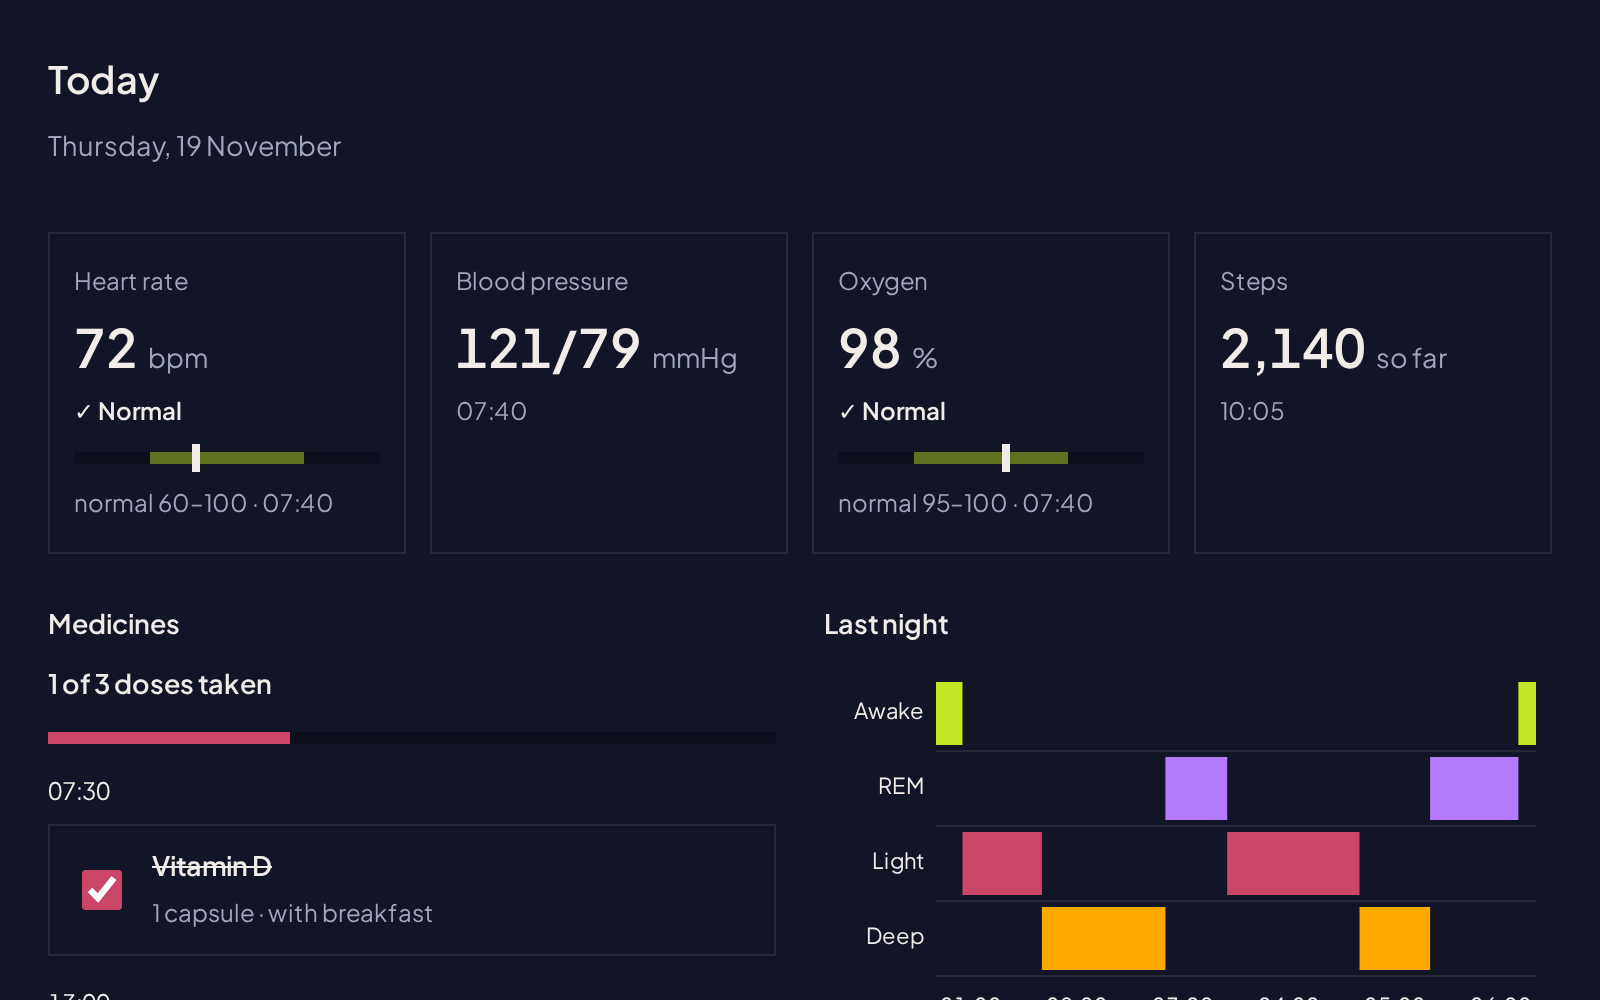 Today
Thursday, 19 November
Heart rate
72 bpm
✓ Normal
normal 60–100 · 07:40
Blood pressure
121/79 mmHg
07:40
Oxygen
98 %
✓ Normal
normal 95–100 · 07:40
Steps
2,140 so far
10:05
Medicines
1 of 3 doses taken
07:30
Vitamin D
1 capsule · with breakfast
Last night
Awake
REM
Light
Deep